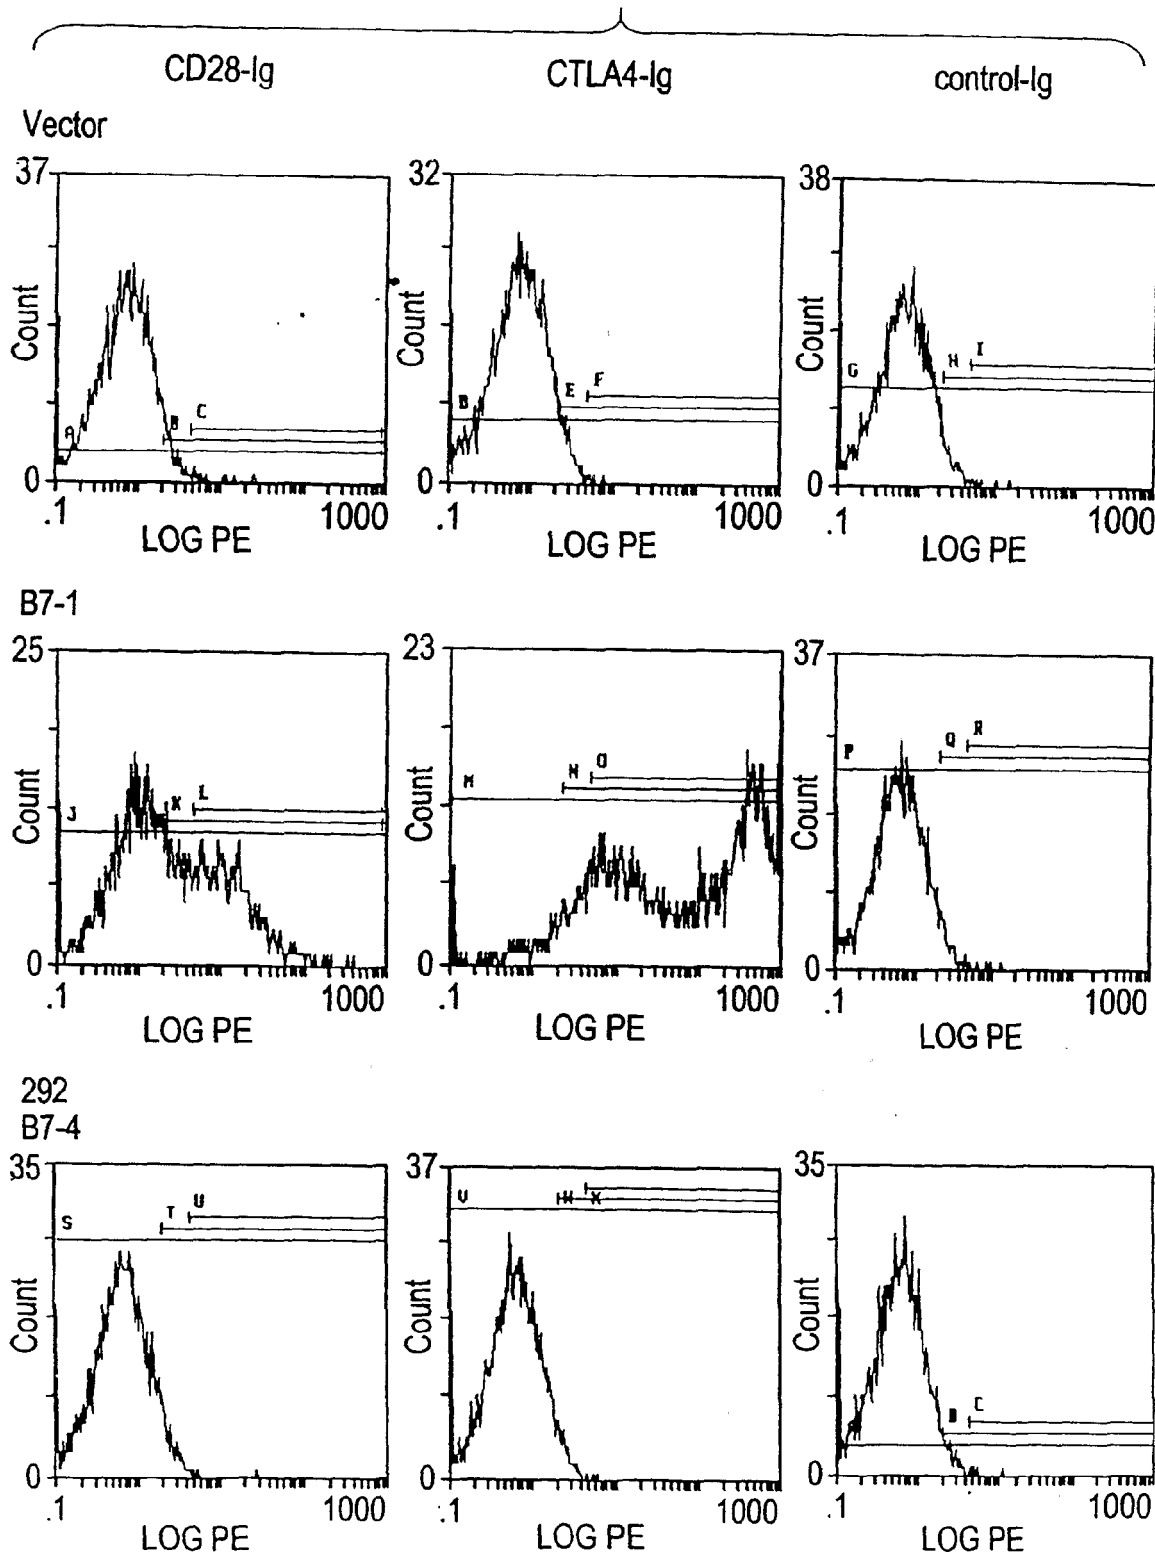 CD28-Ig CTLA4-Ig control-Ig
Vector
37 32 38
Count Count Count
A B C B E F G H I
0 0 0
.1 1000 .1 1000 .1 1000
LOG PE LOG PE LOG PE
B7-1
25 23 37
Count Count Count
J K L M N O P Q R
0 0 0
.1 1000 .1 1000 .1 1000
LOG PE LOG PE LOG PE
292
B7-4
35 37 35
Count Count Count
S T U V W X B C
0 0 0
.1 1000 .1 1000 .1 1000
LOG PE LOG PE LOG PE